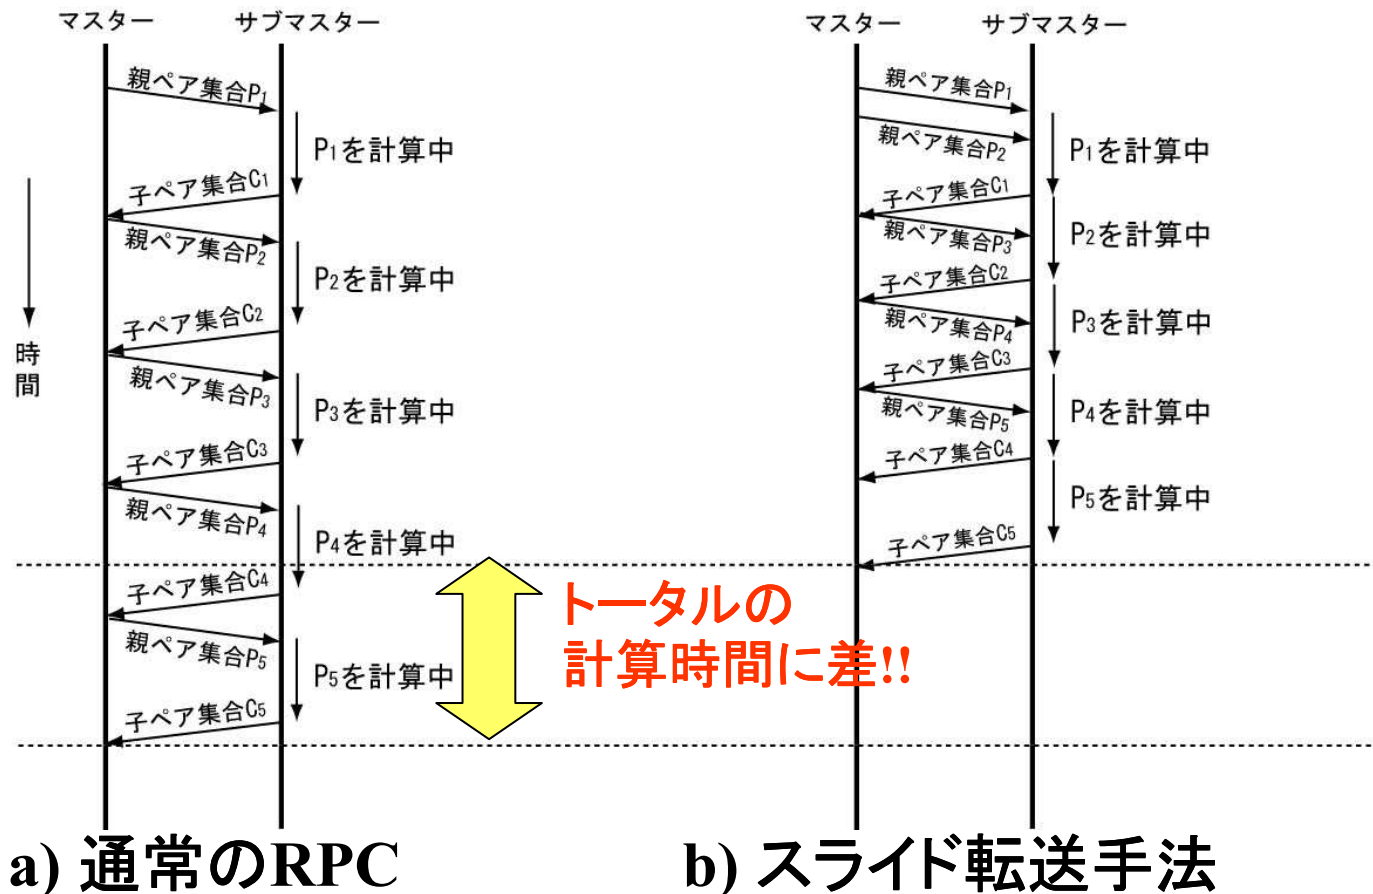 マスター
サブマスター
親ペア集合P1
P1を計算中
子ペア集合C1
親ペア集合P2
P2を計算中
子ペア集合C2
親ペア集合P3
P3を計算中
子ペア集合C3
親ペア集合P4
P4を計算中
子ペア集合C4
親ペア集合P5
P5を計算中
子ペア集合C5
時
間
トータルの
計算時間に差!!
a) 通常のRPC
マスター
サブマスター
親ペア集合P1
親ペア集合P2
P1を計算中
子ペア集合C1
親ペア集合P3
P2を計算中
子ペア集合C2
親ペア集合P4
P3を計算中
子ペア集合C3
親ペア集合P5
P4を計算中
子ペア集合C4
P5を計算中
子ペア集合C5
b) スライド転送手法